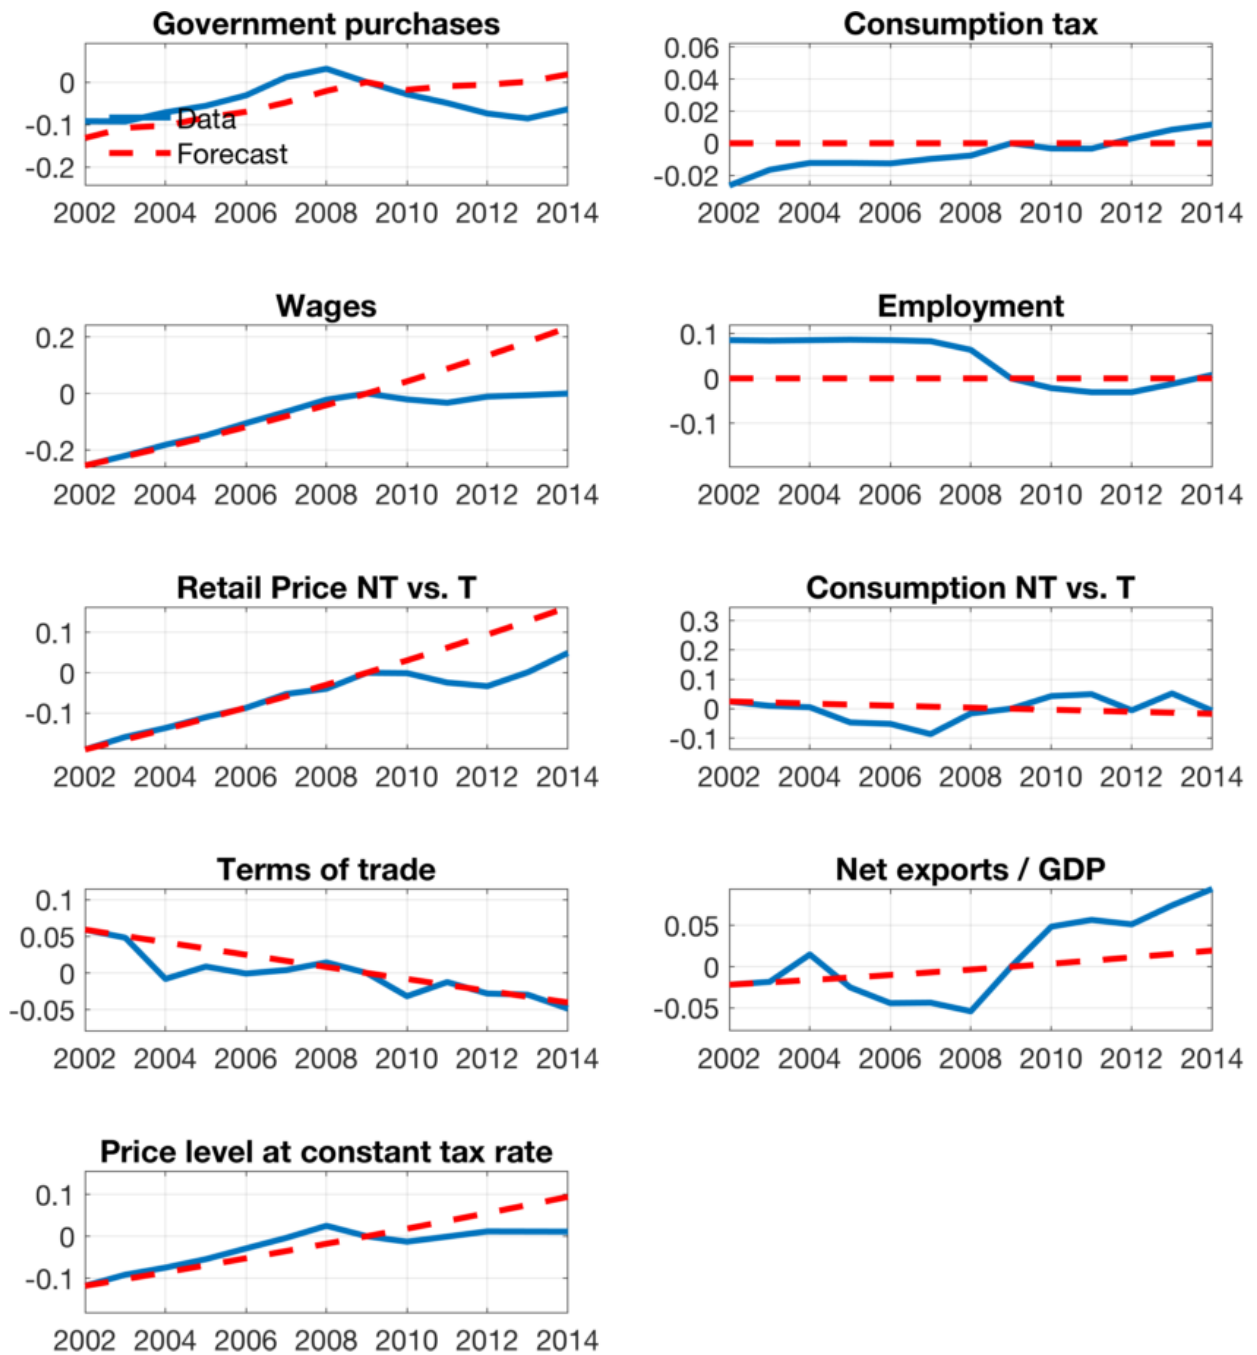 Government purchases
0
-0.1
-0.2
Data
Forecast
2002 2004 2006 2008 2010 2012 2014
Consumption tax
0.06
0.04
0.02
0
-0.02
2002 2004 2006 2008 2010 2012 2014
Wages
0.2
0
-0.2
2002 2004 2006 2008 2010 2012 2014
Employment
0.1
0
-0.1
2002 2004 2006 2008 2010 2012 2014
Retail Price NT vs. T
0.1
0
-0.1
2002 2004 2006 2008 2010 2012 2014
Consumption NT vs. T
0.3
0.2
0.1
0
-0.1
2002 2004 2006 2008 2010 2012 2014
Terms of trade
0.1
0.05
0
-0.05
2002 2004 2006 2008 2010 2012 2014
Net exports / GDP
0.05
0
-0.05
2002 2004 2006 2008 2010 2012 2014
Price level at constant tax rate
0.1
0
-0.1
2002 2004 2006 2008 2010 2012 2014